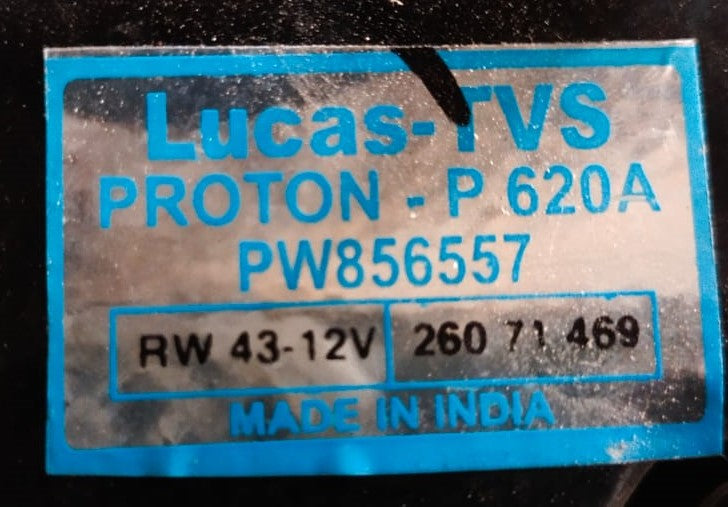 Lucas-TVS
PROTON - P 620A
PW856557
RW 43-12V 260 71 469
MADE IN INDIA